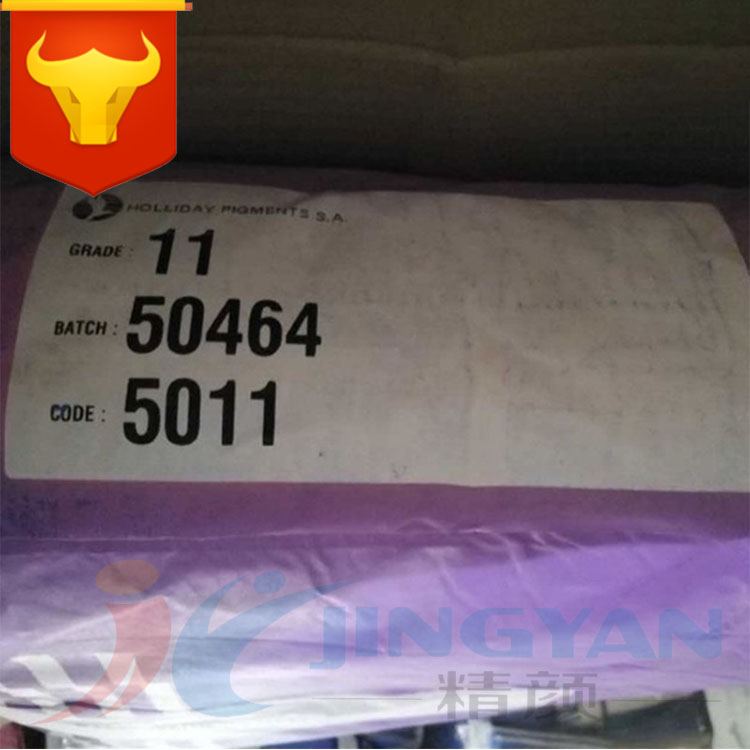 HOLLIDAY PIGMENTS S.A.
GRADE : 11
BATCH : 50464
CODE : 5011
JINGYAN
精颜